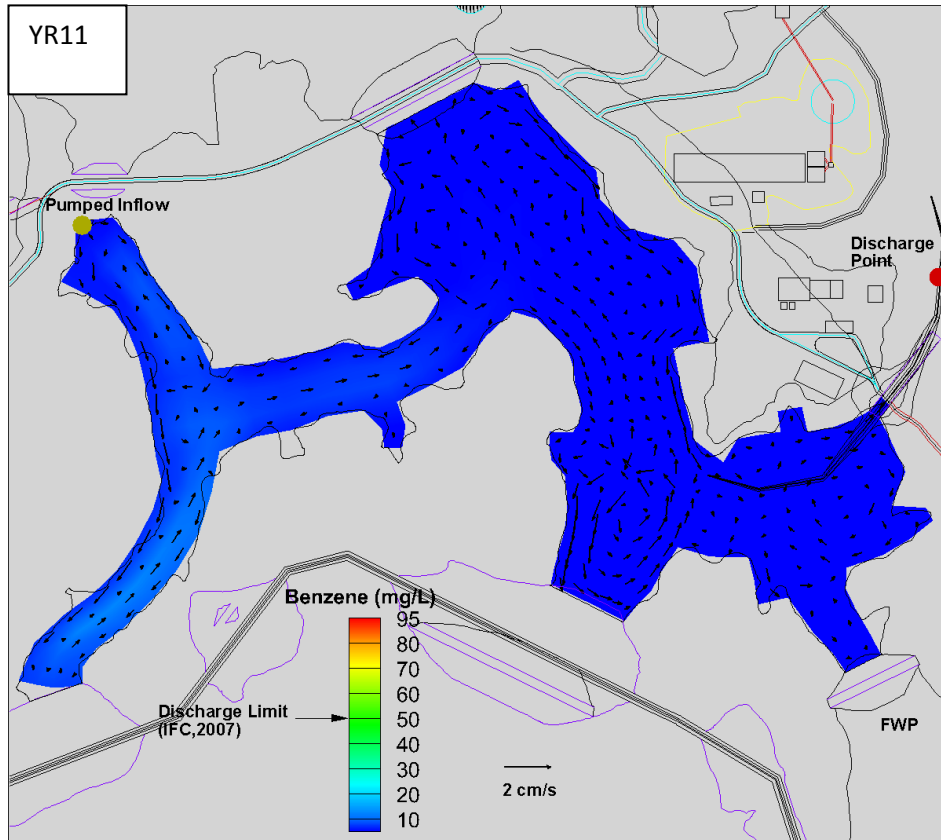 YR11
Pumped Inflow
Discharge
Point
Benzene (mg/L)
95
80
70
60
50
40
30
20
10
Discharge Limit
(IFC,2007)
2 cm/s
FWP